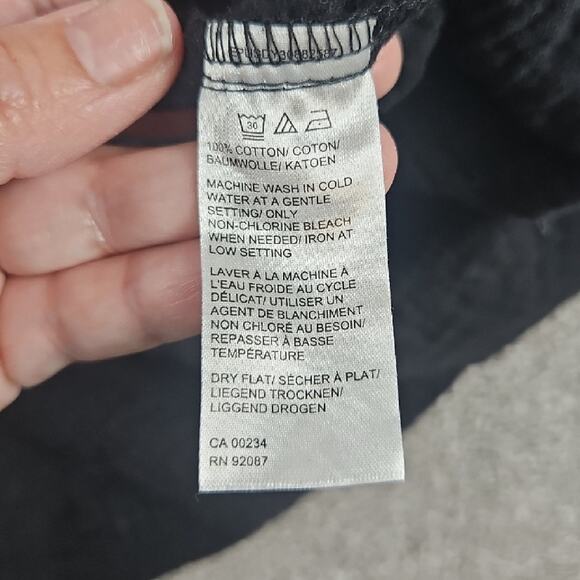 30
100% COTTON/ COTON/
BAUMWOLLE/ KATOEN
MACHINE WASH IN COLD
WATER AT A GENTLE
SETTING/ ONLY
NON-CHLORINE BLEACH
WHEN NEEDED/ IRON AT
LOW SETTING
LAVER À LA MACHINE À
L'EAU FROIDE AU CYCLE
DÉLICAT/ UTILISER UN
AGENT DE BLANCHIMENT
NON CHLORÉ AU BESOIN/
REPASSER À BASSE
TEMPÉRATURE
DRY FLAT/ SÉCHER À PLAT/
LIEGEND TROCKNEN/
LIGGEND DROGEN
CA 00234
RN 92087